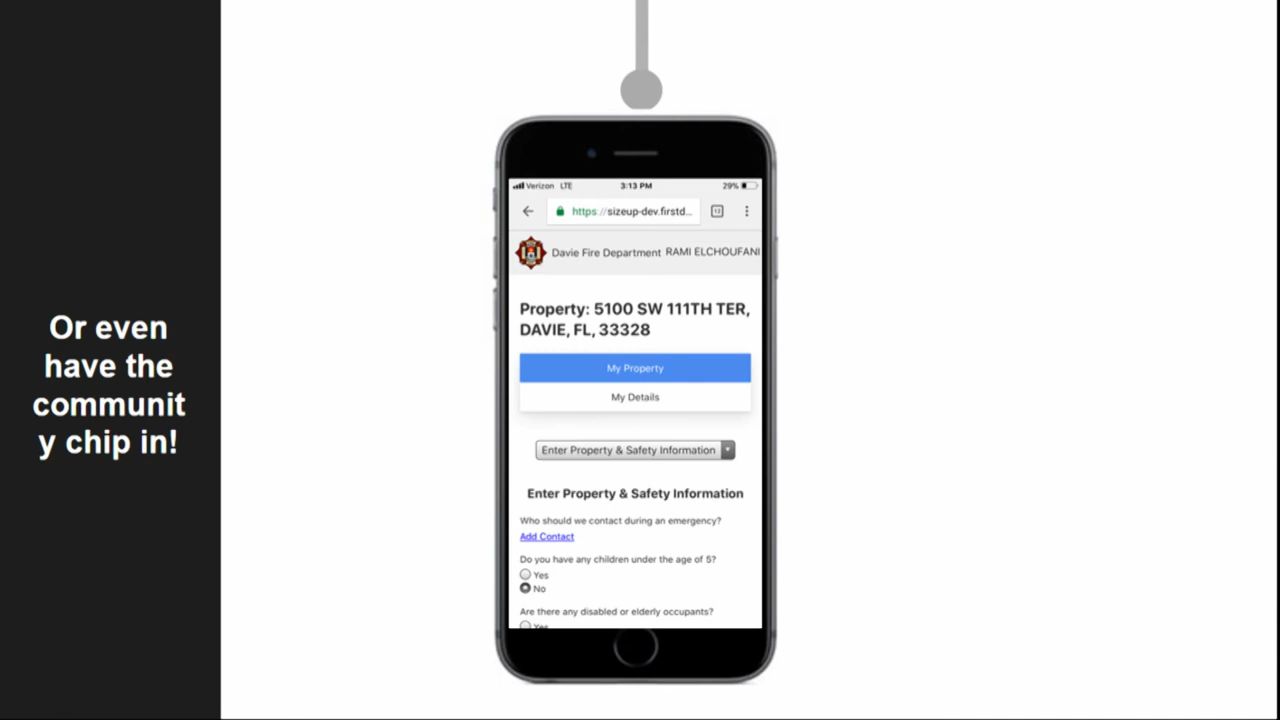 Or even
have the
communit
y chip in!
Verizon LTE 3:13 PM 29%
https://sizeup-dev.firstd... 12
Davie Fire Department RAMI ELCHOUFANI
Property: 5100 SW 111TH TER,
DAVIE, FL, 33328
My Property
My Details
Enter Property & Safety Information
Enter Property & Safety Information
Who should we contact during an emergency?
Add Contact
Do you have any children under the age of 5?
Yes
No
Are there any disabled or elderly occupants?
Yes